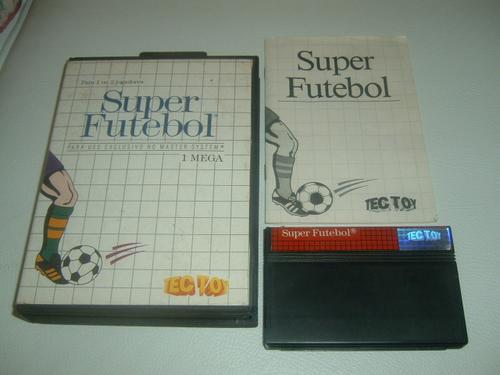 Para 1 ou 2 jogadores
Super
Futebol
PARA USO EXCLUSIVO NO MASTER SYSTEM
1 MEGA
TEC TOY
Super
Futebol
TEC TOY
Super Futebol®
TEC TOY